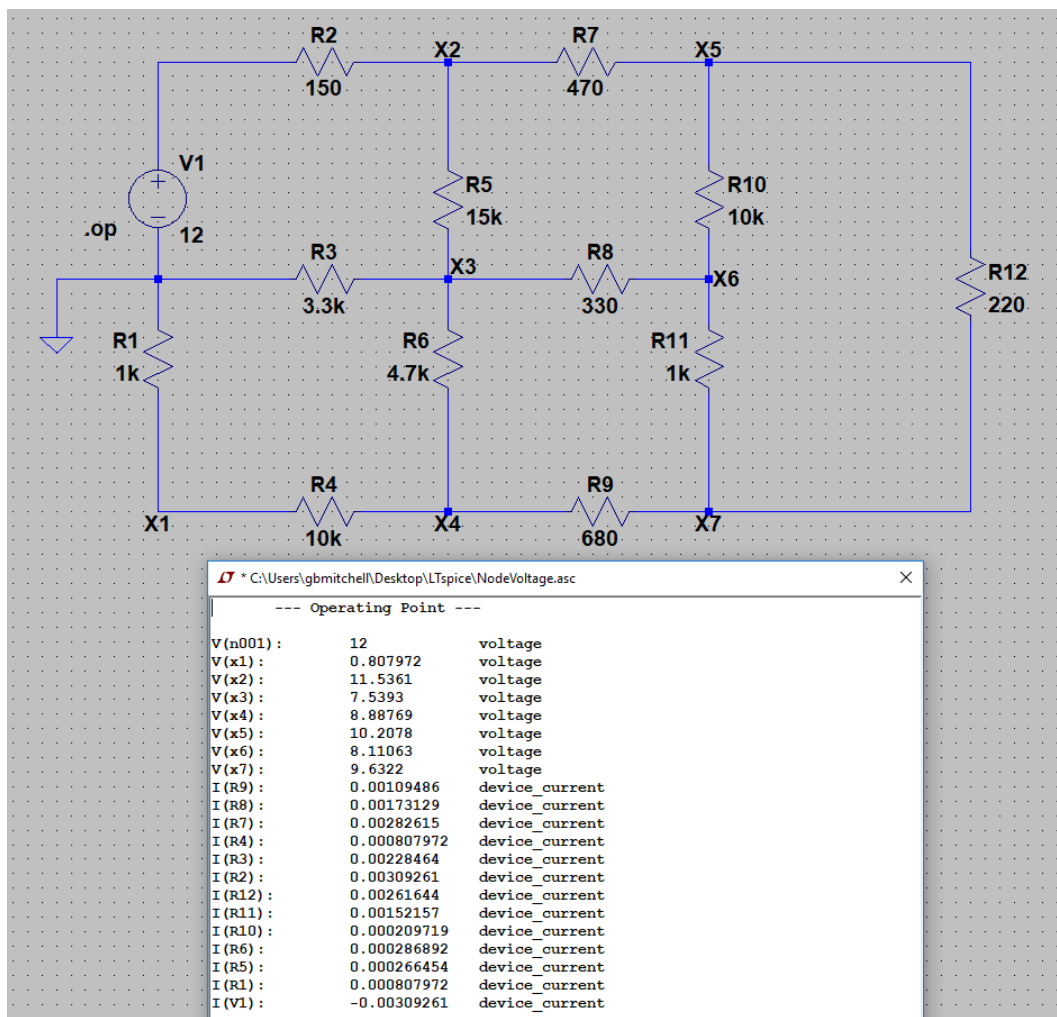 R2
X2
R7
X5
150
470
V1
R5
R10
15k
10k
.op
12
R3
X3
R8
X6
R12
3.3k
330
220
R1
R6
R11
1k
4.7k
1k
R4
R9
X1
X4
X7
10k
680
* C:\Users\gbmitchell\Desktop\LTspice\NodeVoltage.asc
--- Operating Point ---
V(n001): 12 voltage
V(x1): 0.807972 voltage
V(x2): 11.5361 voltage
V(x3): 7.5393 voltage
V(x4): 8.88769 voltage
V(x5): 10.2078 voltage
V(x6): 8.11063 voltage
V(x7): 9.6322 voltage
I(R9): 0.00109486 device_current
I(R8): 0.00173129 device_current
I(R7): 0.00282615 device_current
I(R4): 0.000807972 device_current
I(R3): 0.00228464 device_current
I(R2): 0.00309261 device_current
I(R12): 0.00261644 device_current
I(R11): 0.00152157 device_current
I(R10): 0.000209719 device_current
I(R6): 0.000286892 device_current
I(R5): 0.000266454 device_current
I(R1): 0.000807972 device_current
I(V1): -0.00309261 device_current